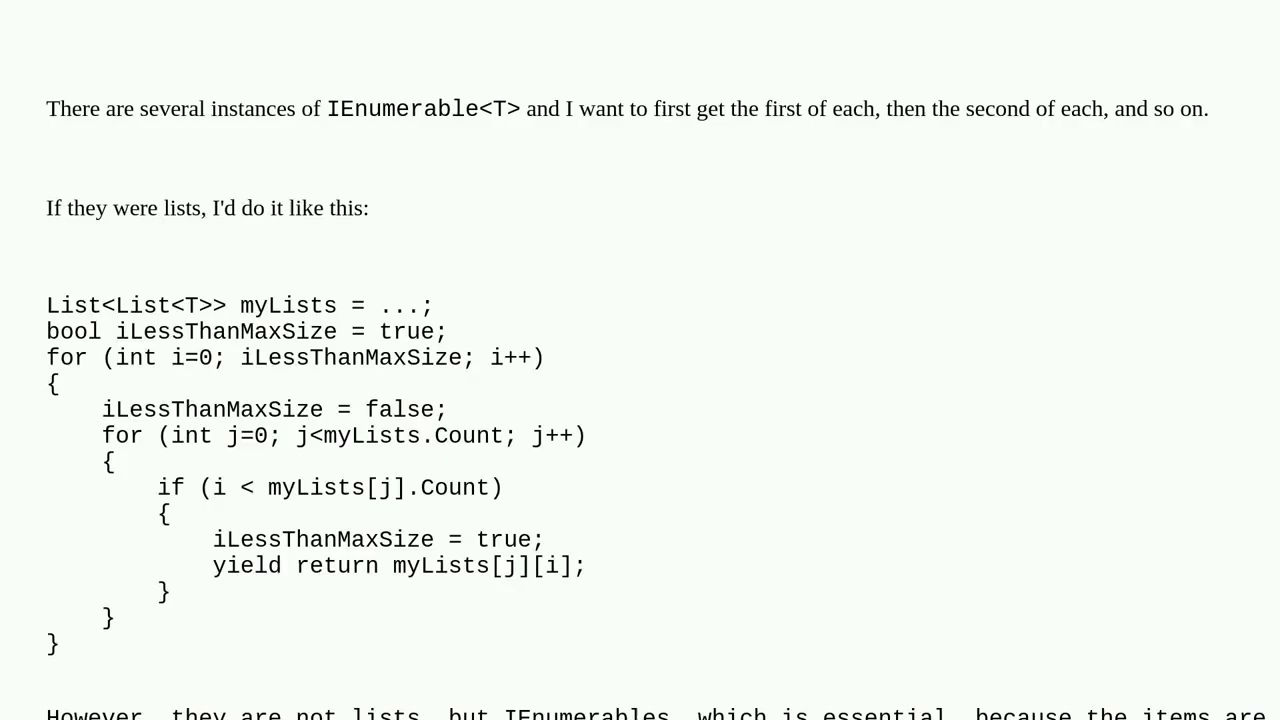 There are several instances of IEnumerable<T> and I want to first get the first of each, then the second of each, and so on.
If they were lists, I'd do it like this:
List<List<T>> myLists = ...;
bool iLessThanMaxSize = true;
for (int i=0; iLessThanMaxSize; i++)
{
    iLessThanMaxSize = false;
    for (int j=0; j<myLists.Count; j++)
    {
        if (i < myLists[j].Count)
        {
            iLessThanMaxSize = true;
            yield return myLists[j][i];
        }
    }
}
However, they are not lists, but IEnumerables, which is essential, because the items are